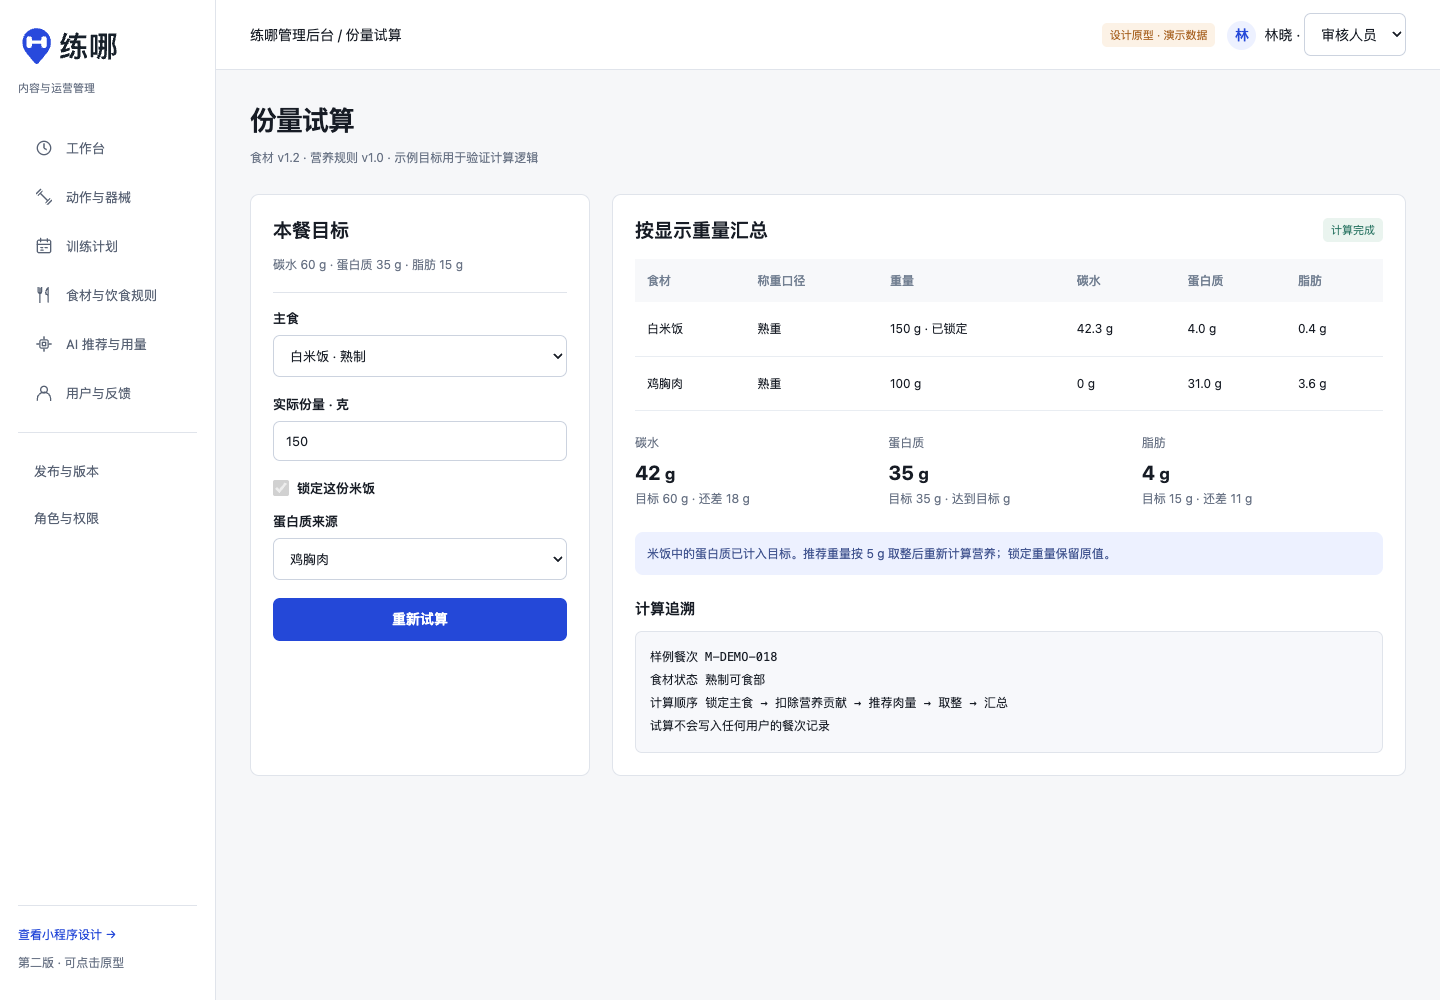 练哪
内容与运营管理
工作台
动作与器械
训练计划
食材与饮食规则
AI 推荐与用量
用户与反馈
发布与版本
角色与权限
查看小程序设计 →
第二版 · 可点击原型
练哪管理后台 / 份量试算
设计原型 · 演示数据
林 林晓 · 审核人员
份量试算
食材 v1.2 · 营养规则 v1.0 · 示例目标用于验证计算逻辑
本餐目标
碳水 60 g · 蛋白质 35 g · 脂肪 15 g
主食
白米饭 · 熟制
实际份量 · 克
150
锁定这份米饭
蛋白质来源
鸡胸肉
重新试算
按显示重量汇总
计算完成
食材 称重口径 重量 碳水 蛋白质 脂肪
白米饭 熟重 150 g · 已锁定 42.3 g 4.0 g 0.4 g
鸡胸肉 熟重 100 g 0 g 31.0 g 3.6 g
碳水 蛋白质 脂肪
42 g 35 g 4 g
目标 60 g · 还差 18 g 目标 35 g · 达到目标 g 目标 15 g · 还差 11 g
米饭中的蛋白质已计入目标。推荐重量按 5 g 取整后重新计算营养；锁定重量保留原值。
计算追溯
样例餐次 M-DEMO-018
食材状态 熟制可食部
计算顺序 锁定主食 → 扣除营养贡献 → 推荐肉量 → 取整 → 汇总
试算不会写入任何用户的餐次记录